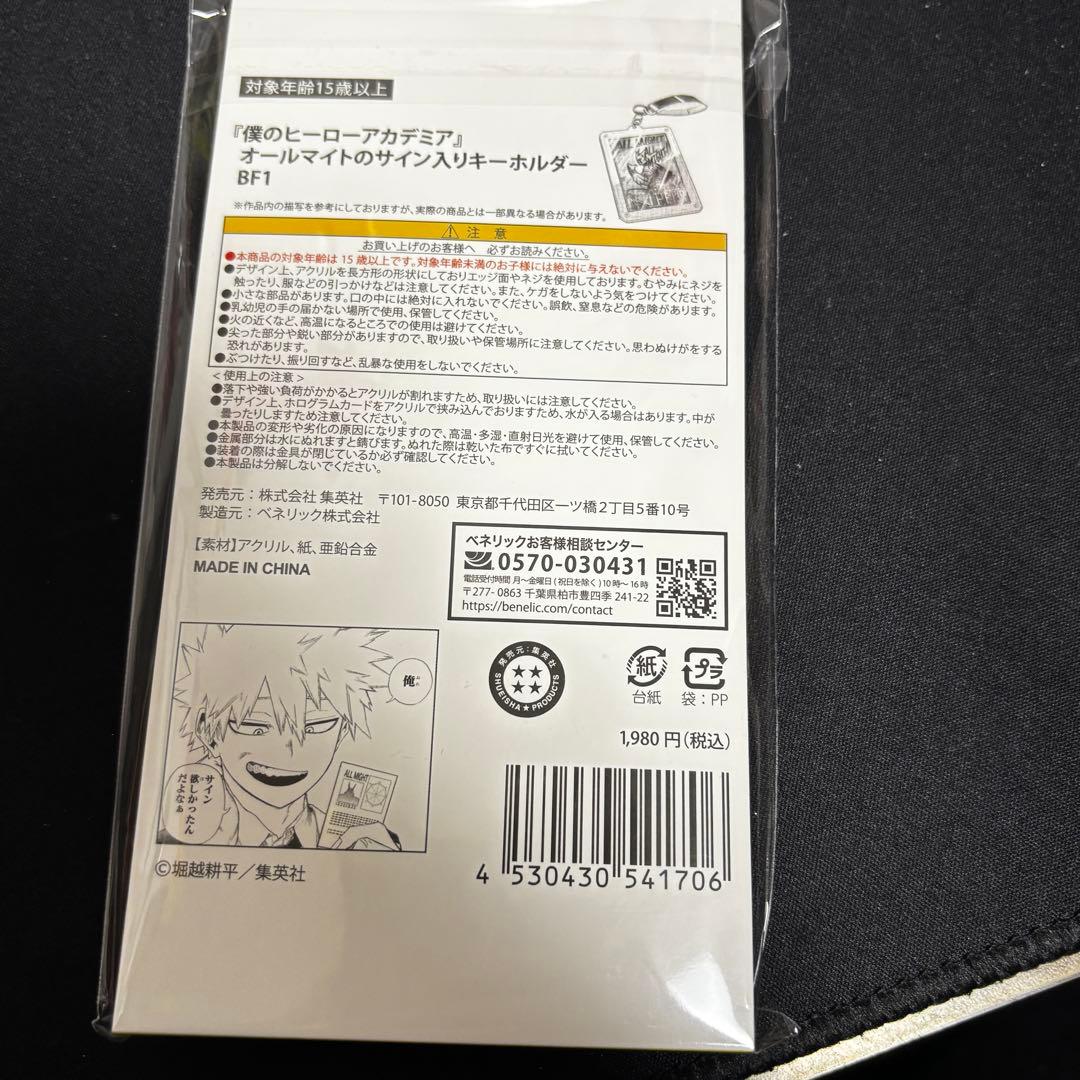 対象年齢15歳以上
『僕のヒーローアカデミア』
オールマイトのサイン入りキーホルダー
BF1
ALL MIGHT
※作品内の描写を参考にしておりますが、実際の商品とは一部異なる場合があります。
⚠ 注 意
お買い上げのお客様へ 必ずお読みください。
●本商品の対象年齢は 15 歳以上です。対象年齢未満のお子様には絶対に与えないでください。
●デザイン上、アクリルを長方形の形状にしておりエッジ面やネジを使用しております。むやみにネジを
触ったり、服などの引っかけなどは注意してください。また、ケガをしないよう気をつけてください。
●小さな部品があります。口の中には絶対に入れないでください。誤飲、窒息などの危険があります。
●乳幼児の手の届かない場所で使用、保管してください。
●火の近くなど、高温になるところでの使用は避けてください。
●尖った部分や鋭い部分がありますので、取り扱いや保管場所に注意してください。思わぬけがをする
恐れがあります。
●ぶつけたり、振り回すなど、乱暴な使用をしないでください。
<使用上の注意>
●落下や強い負荷がかかるとアクリルが割れますため、取り扱いには注意してください。
●デザイン上、ホログラムカードをアクリルで挟み込んでおりますため、水が入る場合はあります。中が
曇ったりしますため注意してください。
●本製品の変形や劣化の原因になりますので、高温・多湿・直射日光を避けて使用、保管してください。
●金属部分は水にぬれますと錆びます。ぬれた際は乾いた布ですぐに拭いてください。
●装着の際は金具が閉じているか必ず確認してください。
●本製品は分解しないでください。
発売元：株式会社 集英社 〒101-8050 東京都千代田区一ツ橋2丁目5番10号
製造元：ベネリック株式会社
【素材】アクリル、紙、亜鉛合金
MADE IN CHINA
ベネリックお客様相談センター
0570-030431
電話受付時間 月～金曜日(祝日を除く)10時～16時
〒277-0863 千葉県柏市豊四季 241-22
https://benelic.com/contact
俺
おれ
サイン
欲しかったん
だよなぁ
ALL MIGHT
発売元：集英社
SHUEISHA★PRODUCTS
紙
台紙
プラ
袋：PP
1,980 円（税込）
4 530430 541706
©堀越耕平／集英社